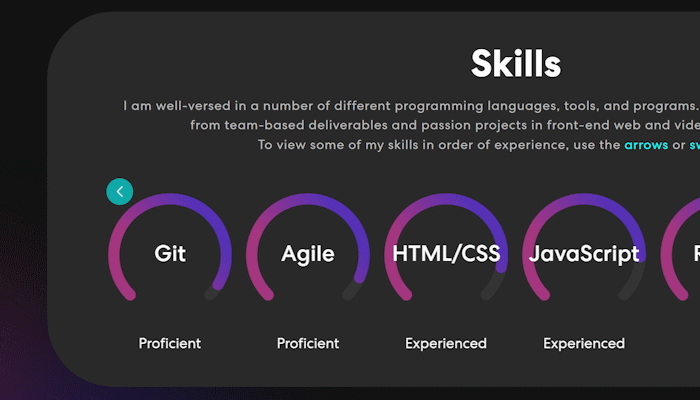 Skills
I am well-versed in a number of different programming languages, tools, and programs.
from team-based deliverables and passion projects in front-end web and
To view some of my skills in order of experience, use the arrows or
Git
Agile
HTML/CSS
JavaScript
Proficient
Proficient
Experienced
Experienced